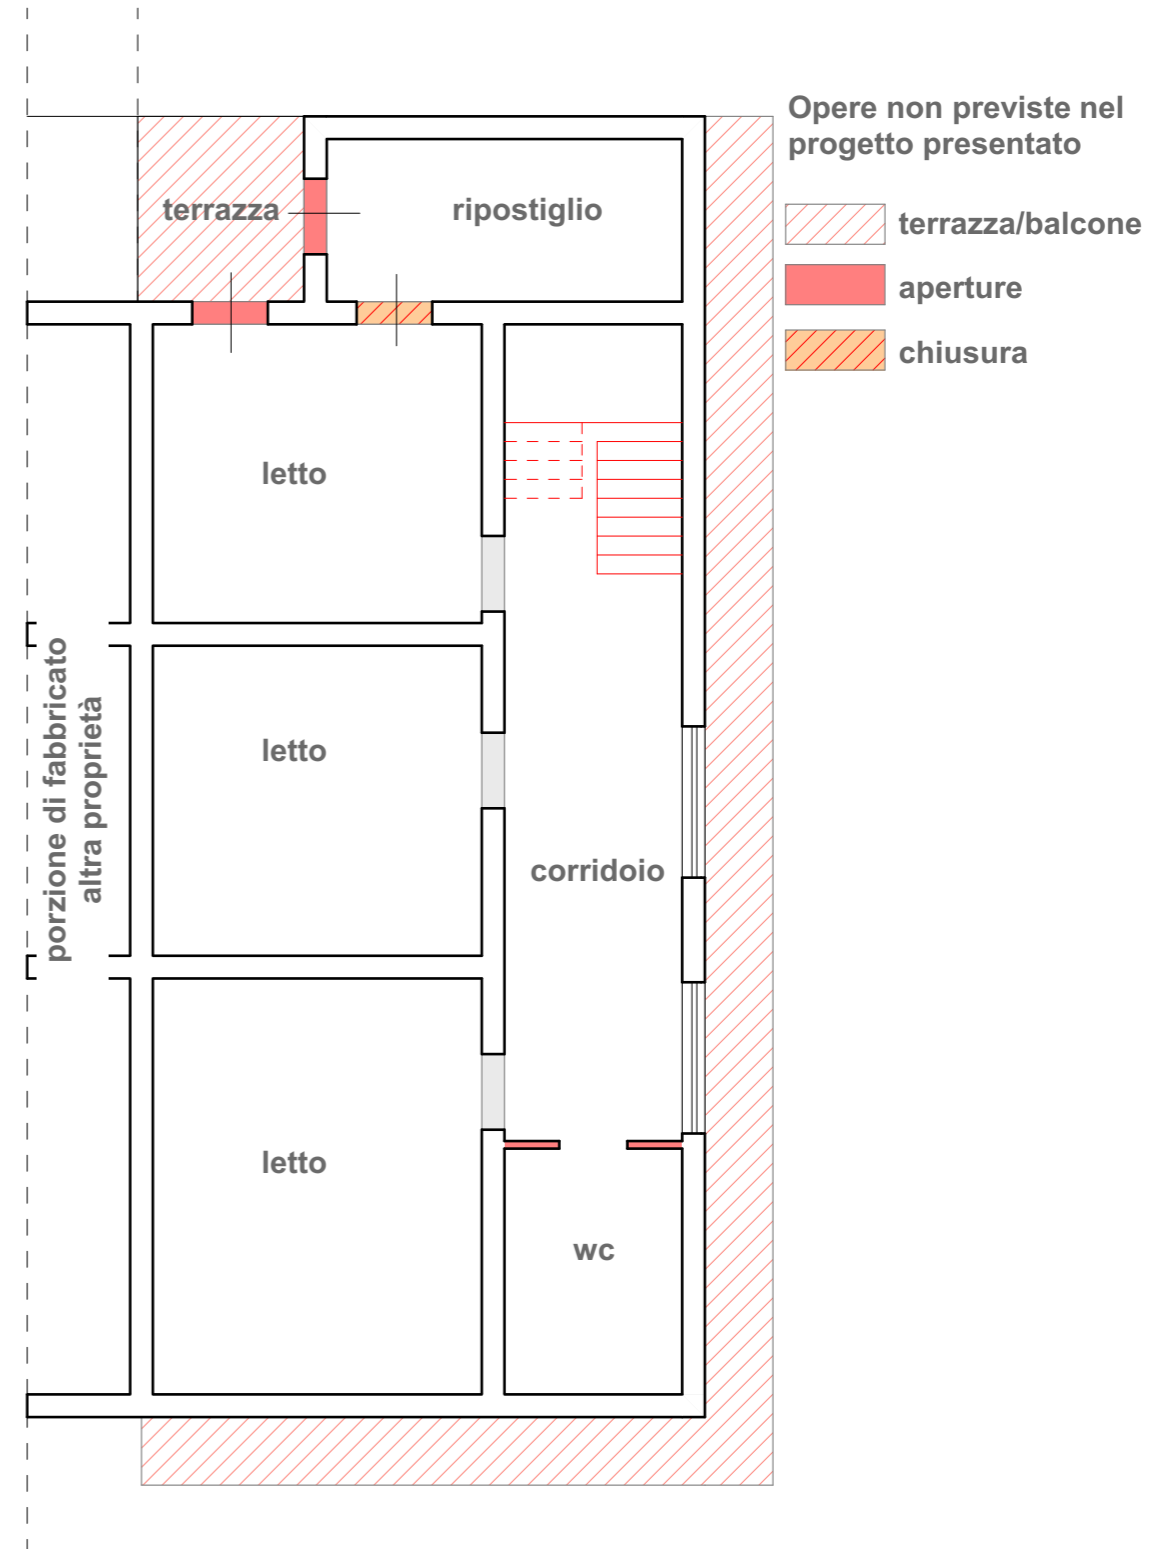 Opere non previste nel
progetto presentato
terrazza/balcone
aperture
chiusura
terrazza
ripostiglio
letto
letto
porzione di fabbricato
altra proprietà
corridoio
letto
wc